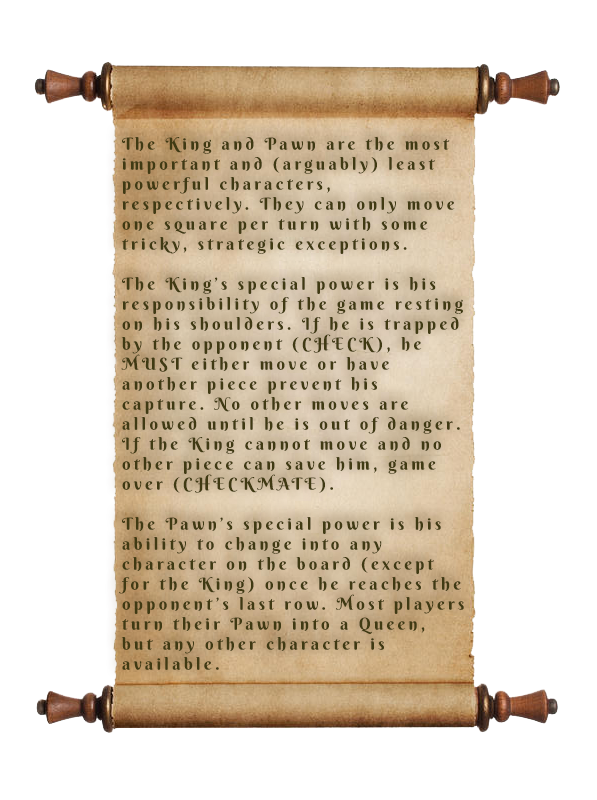 The King and Pawn are the most
important and (arguably) least
powerful characters,
respectively. They can only move
one square per turn with some
tricky, strategic exceptions.
The King's special power is his
responsibility of the game resting
on his shoulders. If he is trapped
by the opponent (CHECK), he
MUST either move or have
another piece prevent his
capture. No other moves are
allowed until he is out of danger.
If the King cannot move and no
other piece can save him, game
over (CHECKMATE).
The Pawn's special power is his
ability to change into any
character on the board (except
for the King) once he reaches the
opponent's last row. Most players
turn their Pawn into a Queen,
but any other character is
available.